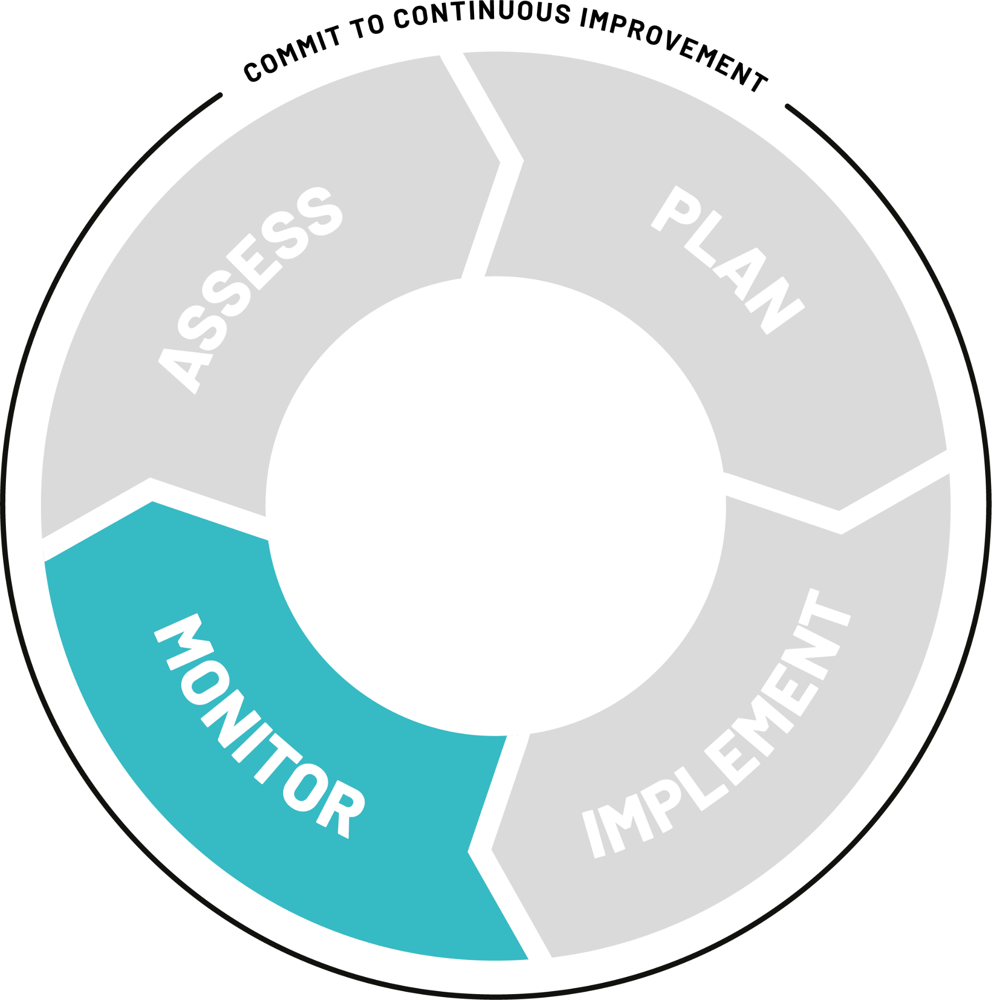 COMMIT TO CONTINUOUS IMPROVEMENT
ASSESS
PLAN
IMPLEMENT
MONITOR